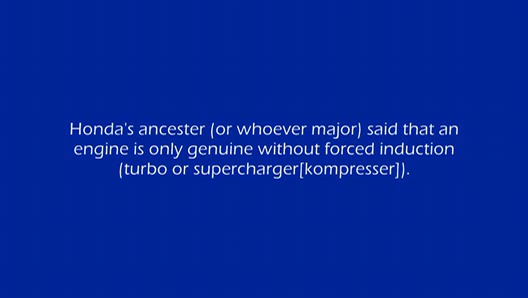 Honda's ancester (or whoever major) said that an
engine is only genuine without forced induction
(turbo or supercharger[kompresser]).